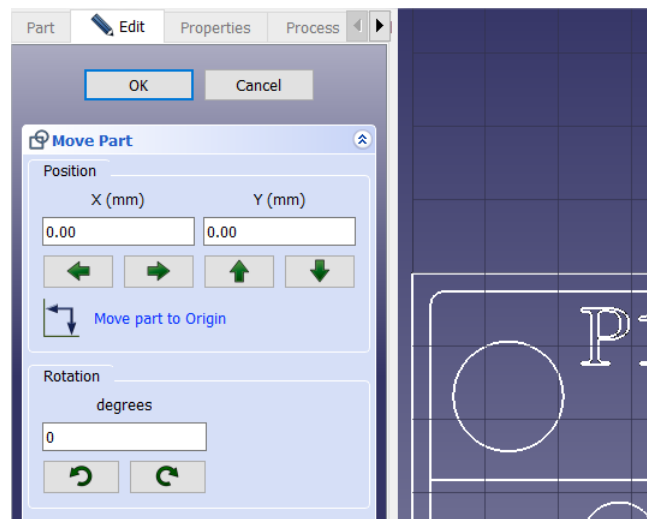 Part Edit Properties Process
OK Cancel
Move Part
Position
X (mm) Y (mm)
0.00 0.00
Move part to Origin
Rotation
degrees
0